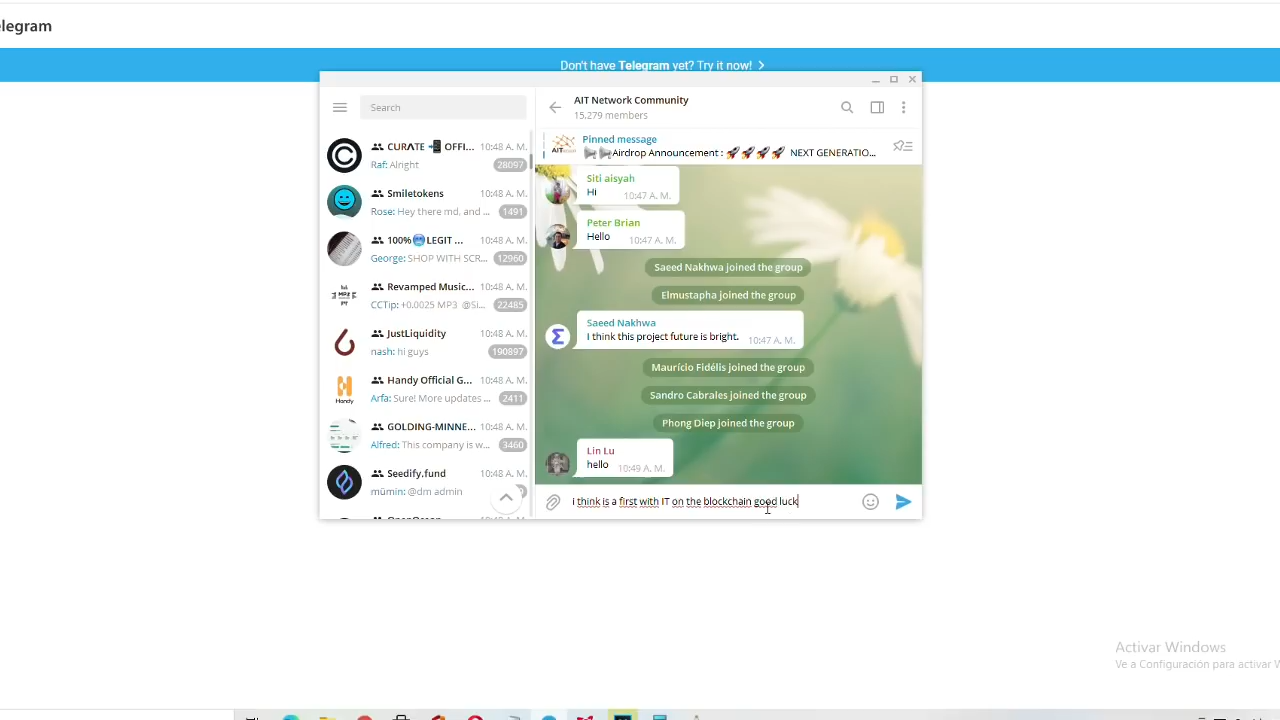 elegram
Don't have Telegram yet? Try it now!
Search
AIT Network Community
15.279 members
Pinned message
Airdrop Announcement : NEXT GENERATIO...
CURATE OFFI... 10:48 A. M.
Raf: Alright 28097
Smiletokens 10:48 A. M.
Rose: Hey there md, and ... 1491
100% LEGIT ... 10:48 A. M.
George: SHOP WITH SCR... 12960
Revamped Music... 10:48 A. M.
CCTip: +0.0025 MP3 @Si... 22485
JustLiquidity 10:48 A. M.
nash: hi guys 190897
Handy
Handy Official G... 10:48 A. M.
Arfa: Sure! More updates ... 2411
GOLDING-MINNE... 10:48 A. M.
Alfred: This company is w... 3460
Seedify.fund 10:48 A. M.
mümin: @dm admin
Siti aisyah
Hi 10:47 A. M.
Peter Brian
Hello 10:47 A. M.
Saeed Nakhwa joined the group
Elmustapha joined the group
Saeed Nakhwa
I think this project future is bright. 10:47 A. M.
Maurício Fidélis joined the group
Sandro Cabrales joined the group
Phong Diep joined the group
Lin Lu
hello 10:49 A. M.
i think is a first with IT on the blockchain good luck
Activar Windows
Ve a Configuración para activar W